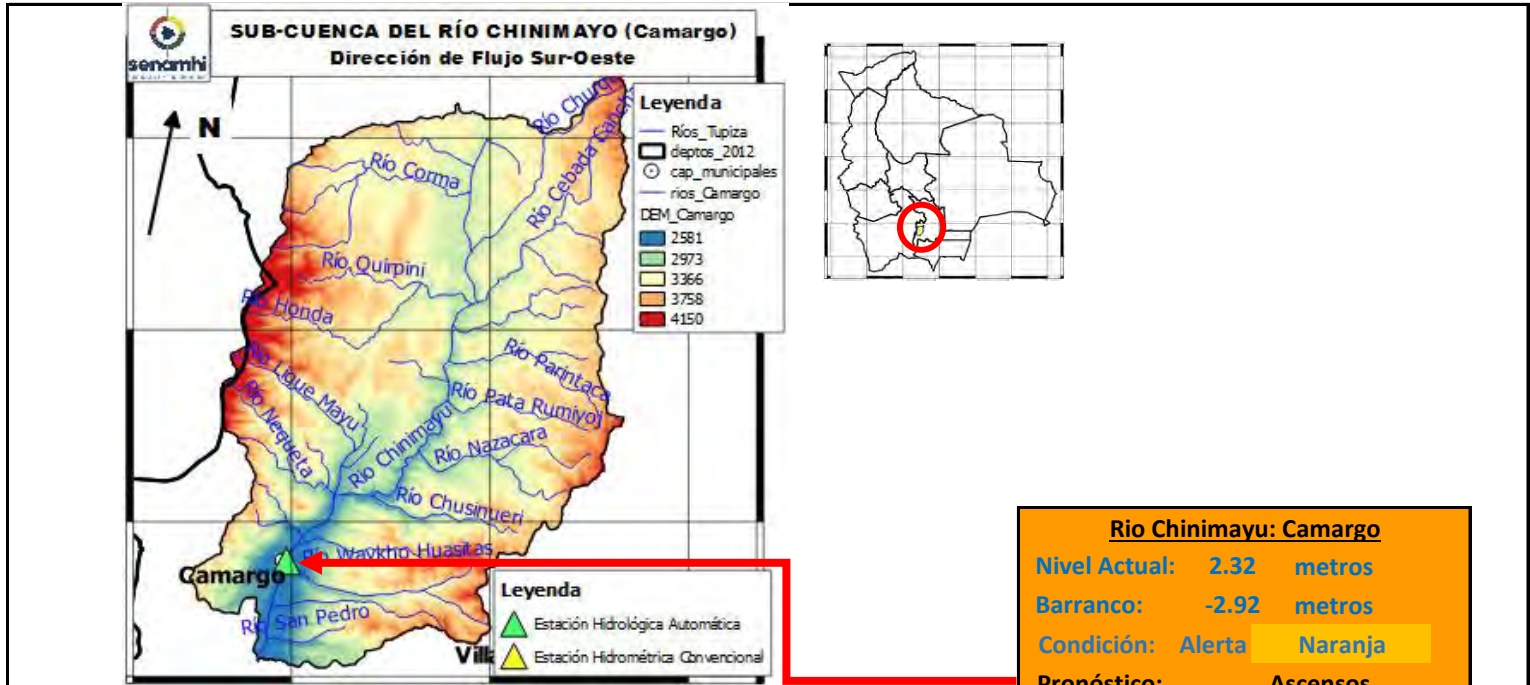 senamhi
SUB-CUENCA DEL RÍO CHINIMAYO (Camargo)
Dirección de Flujo Sur-Oeste
N
Leyenda
Ríos_Tupiza
deptos_2012
cap_municipales
rios_Camargo
DEM_Camargo
2581
2973
3366
3758
4150
Río Churqu
Río Cebada Cancha
Río Corma
Río Quirpini
Río Honda
Río Parintaca
Río Lique Mayu
Río Pata Rumiyoj
Río Nequeta
Río Chinimayu
Río Nazacara
Río Chusinueri
Río Waykho Huasitas
Camargo
Río San Pedro
Villa
Leyenda
Estación Hidrológica Automática
Estación Hidrométrica Convencional
Rio Chinimayu: Camargo
Nivel Actual: 2.32 metros
Barranco: -2.92 metros
Condición: Alerta Naranja
Pronóstico: Ascensos